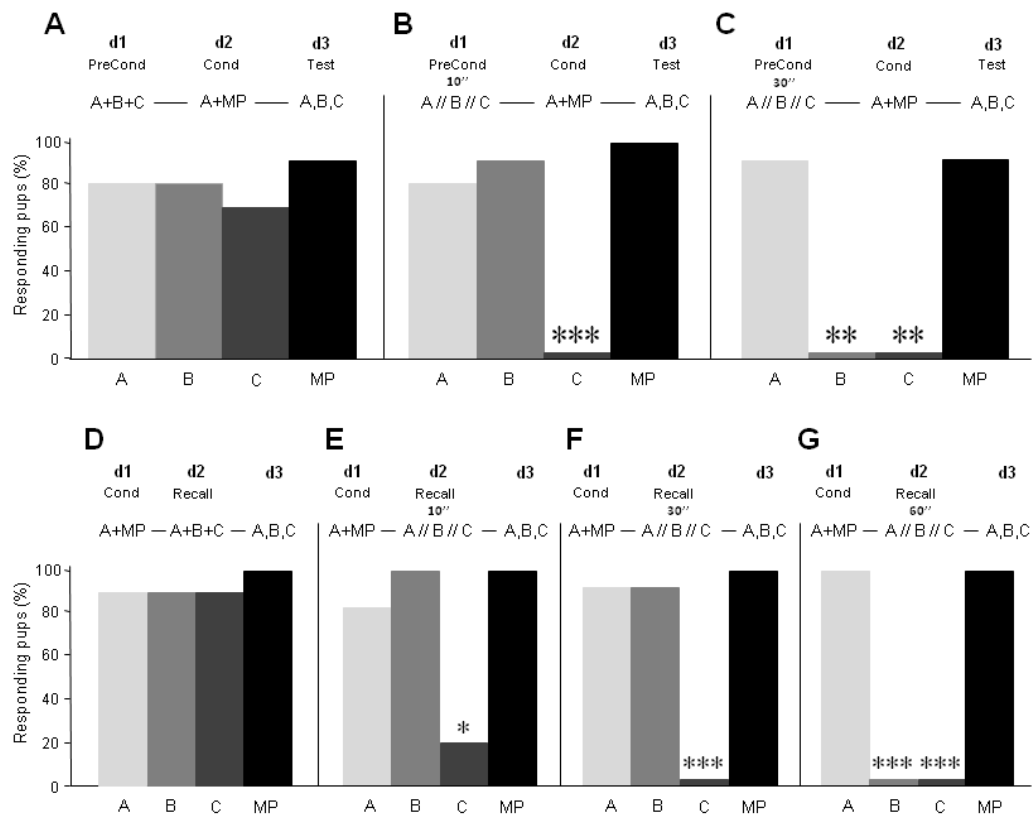 A B C
d1 d2 d3 d1 d2 d3 d1 d2 d3
PreCond Cond Test PreCond Cond Test PreCond Cond Test
10’’ 30’’
A+B+C — A+MP — A,B,C A // B // C — A+MP — A,B,C A // B // C — A+MP — A,B,C
Responding pups (%)
100
80
60
40
20
0
*** ** **
A B C MP A B C MP A B C MP
D E F G
d1 d2 d3 d1 d2 d3 d1 d2 d3 d1 d2 d3
Cond Recall Cond Recall Cond Recall Cond Recall
10’’ 30’’ 60’’
A+MP — A+B+C — A,B,C A+MP — A // B // C — A,B,C A+MP — A // B // C — A,B,C A+MP — A // B // C — A,B,C
Responding pups (%)
100
80
60
40
20
0
* *** *** ***
A B C MP A B C MP A B C MP A B C MP